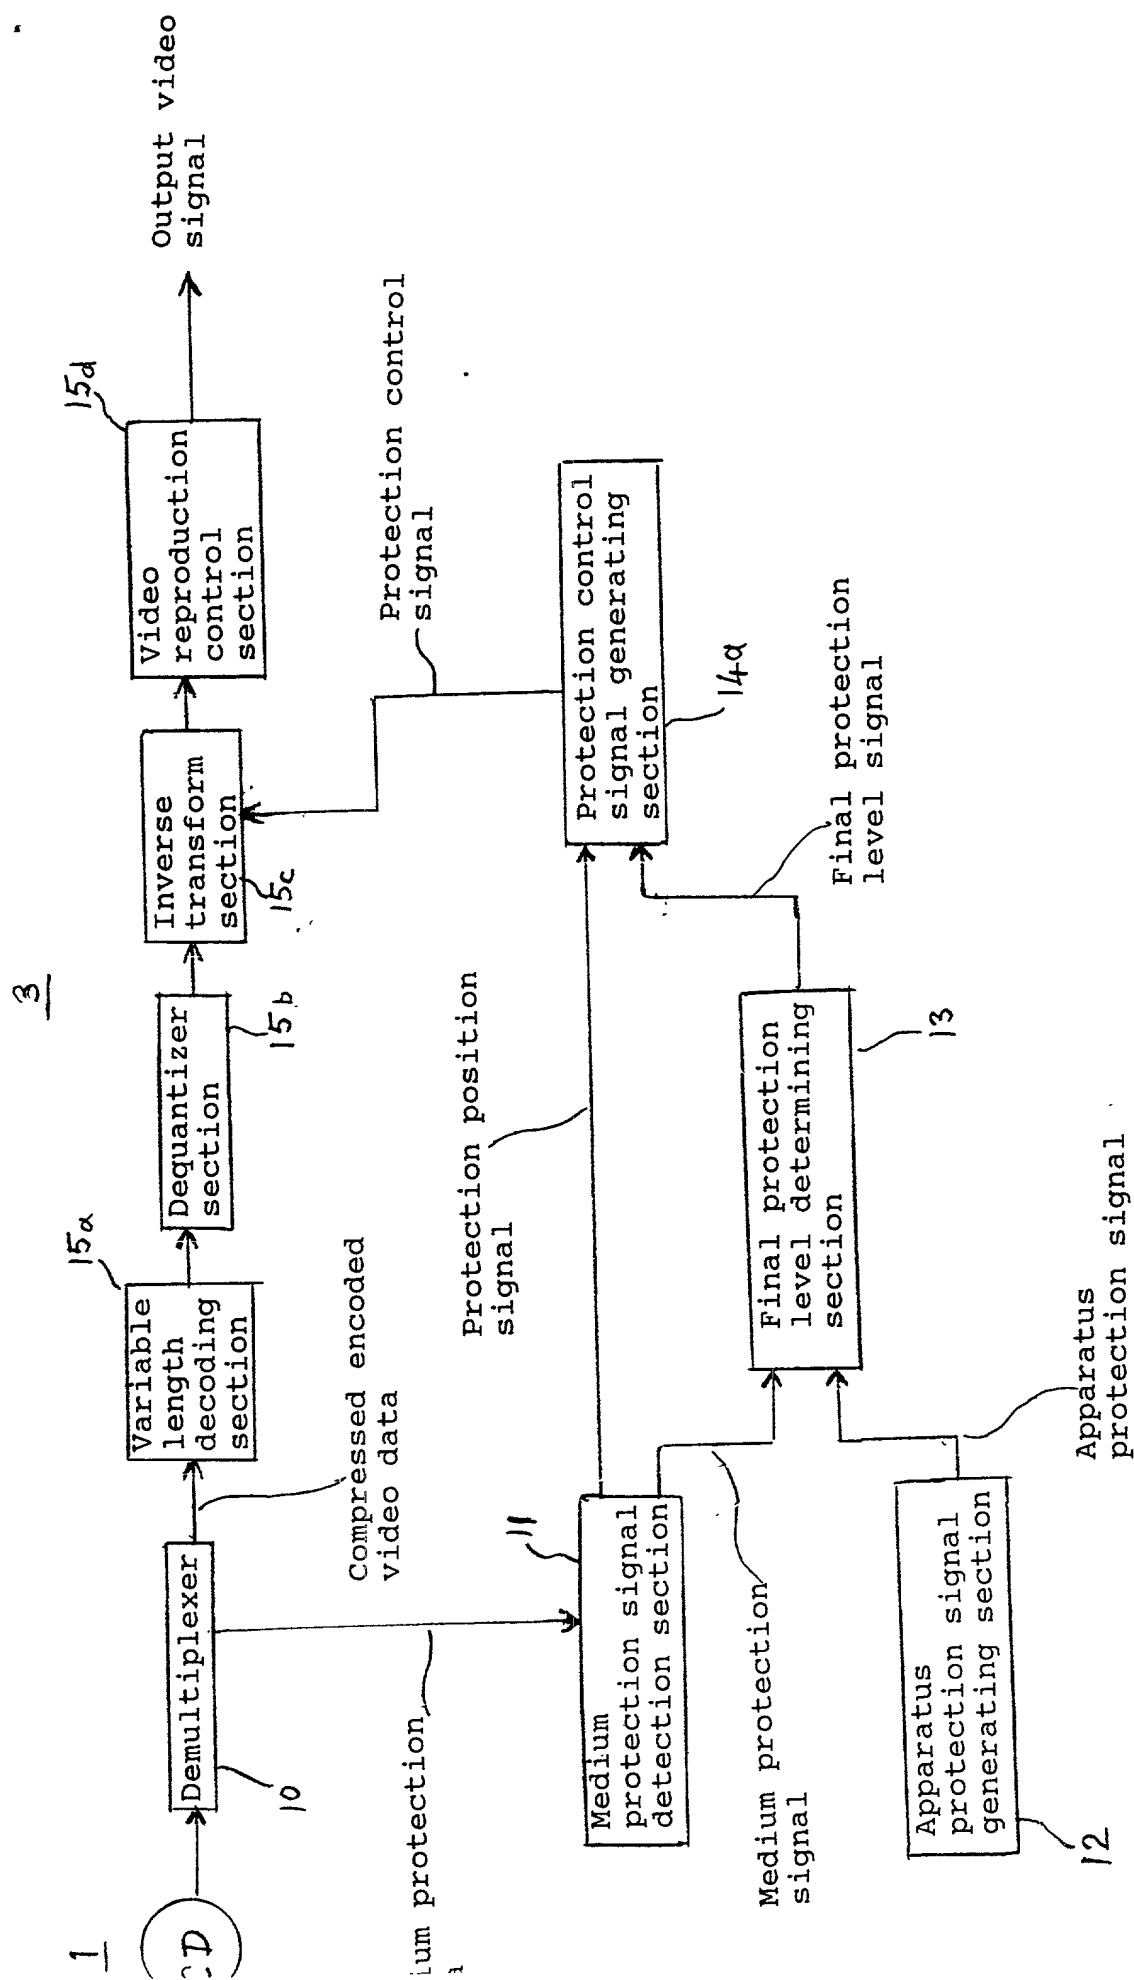 3
1
CD
Demultiplexer
10
Variable
length
decoding
section
15a
Dequantizer
section
15b
Inverse
transform
section
15c
Video
reproduction
control
section
15d
Output video
signal
Compressed encoded
video data
protection
Medium
protection signal
detection section
11
Protection position
signal
Protection control
signal
Medium protection
signal
Protection control
signal generating
section
14a
Final protection
level determining
section
13
Final protection
level signal
Apparatus
protection signal
generating section
12
Apparatus
protection signal